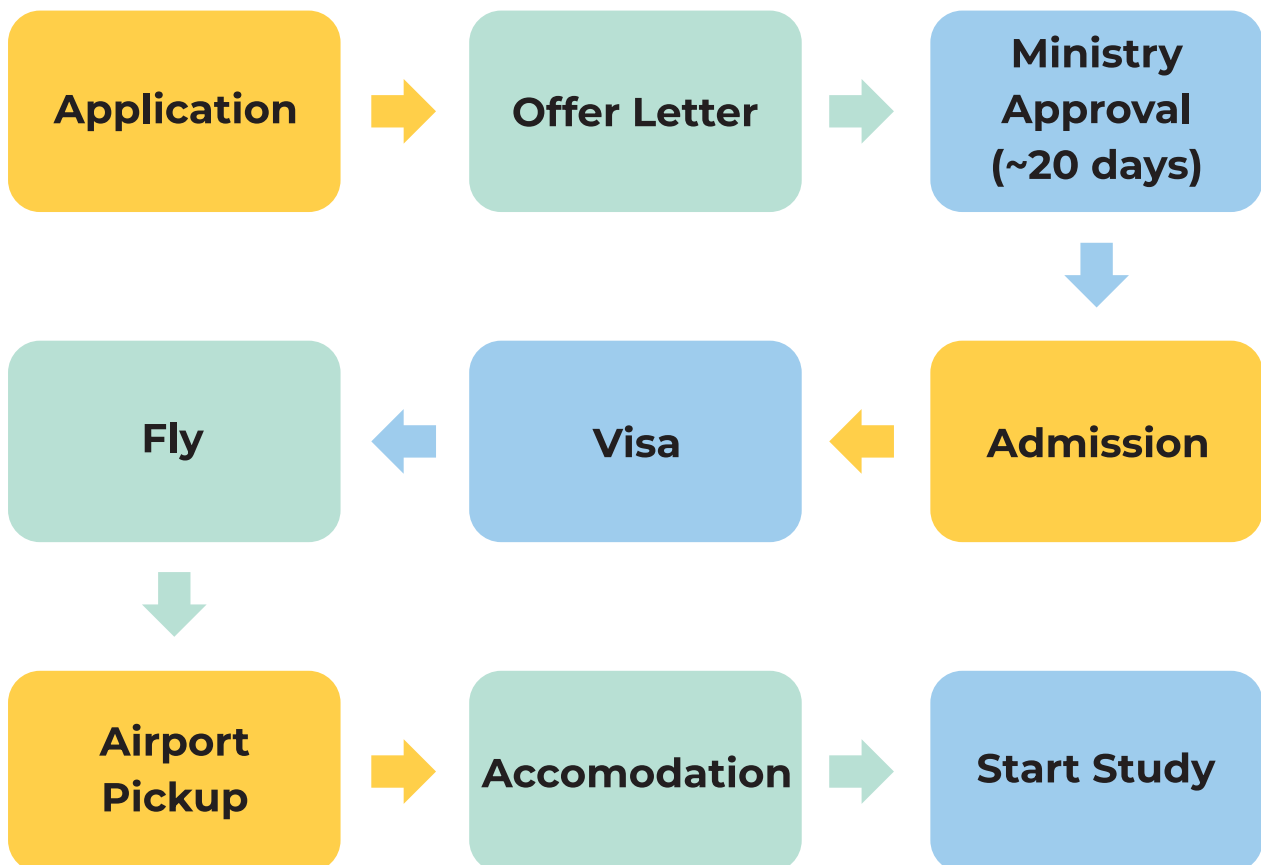 Application
Offer Letter
Ministry
Approval
(~20 days)
Admission
Visa
Fly
Airport
Pickup
Accomodation
Start Study